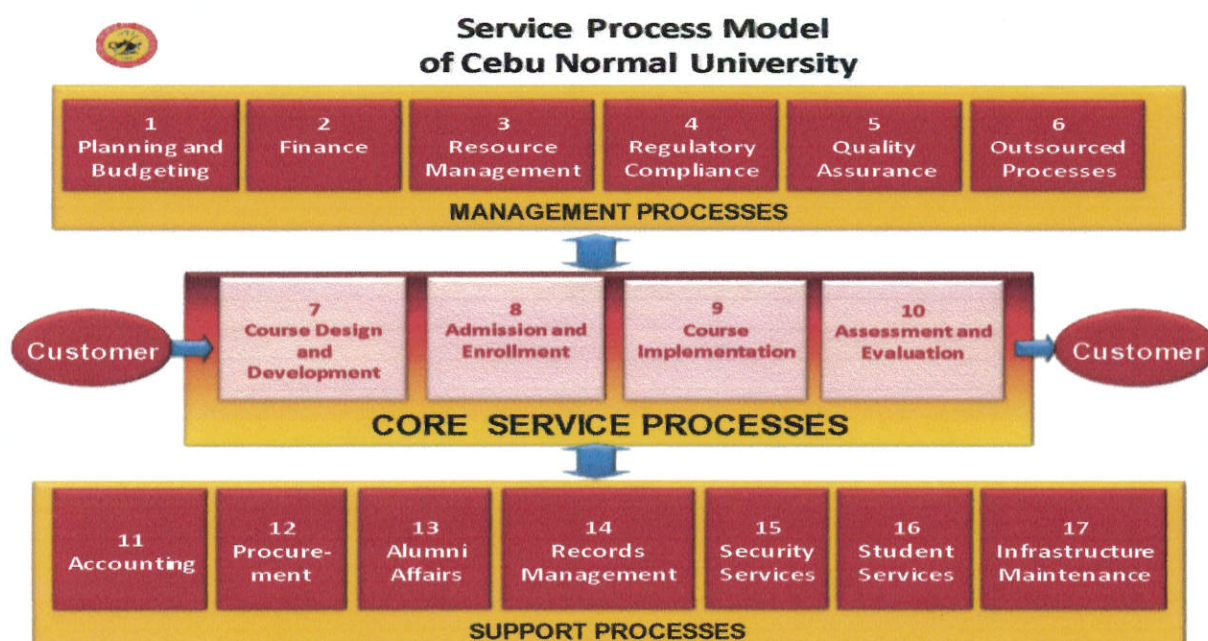 Service Process Model
of Cebu Normal University
1
Planning and
Budgeting
2
Finance
3
Resource
Management
4
Regulatory
Compliance
5
Quality
Assurance
6
Outsourced
Processes
MANAGEMENT PROCESSES
Customer
7
Course Design
and
Development
8
Admission and
Enrollment
9
Course
Implementation
10
Assessment and
Evaluation
Customer
CORE SERVICE PROCESSES
11
Accounting
12
Procure-
ment
13
Alumni
Affairs
14
Records
Management
15
Security
Services
16
Student
Services
17
Infrastructure
Maintenance
SUPPORT PROCESSES